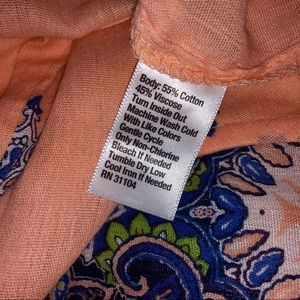 Body: 55% Cotton
45% Viscose
Turn Inside Out
Machine Wash Cold
With Like Colors
Gentle Cycle
Only Non-Chlorine
Bleach If Needed
Tumble Dry Low
Cool Iron If Needed
RN 31104